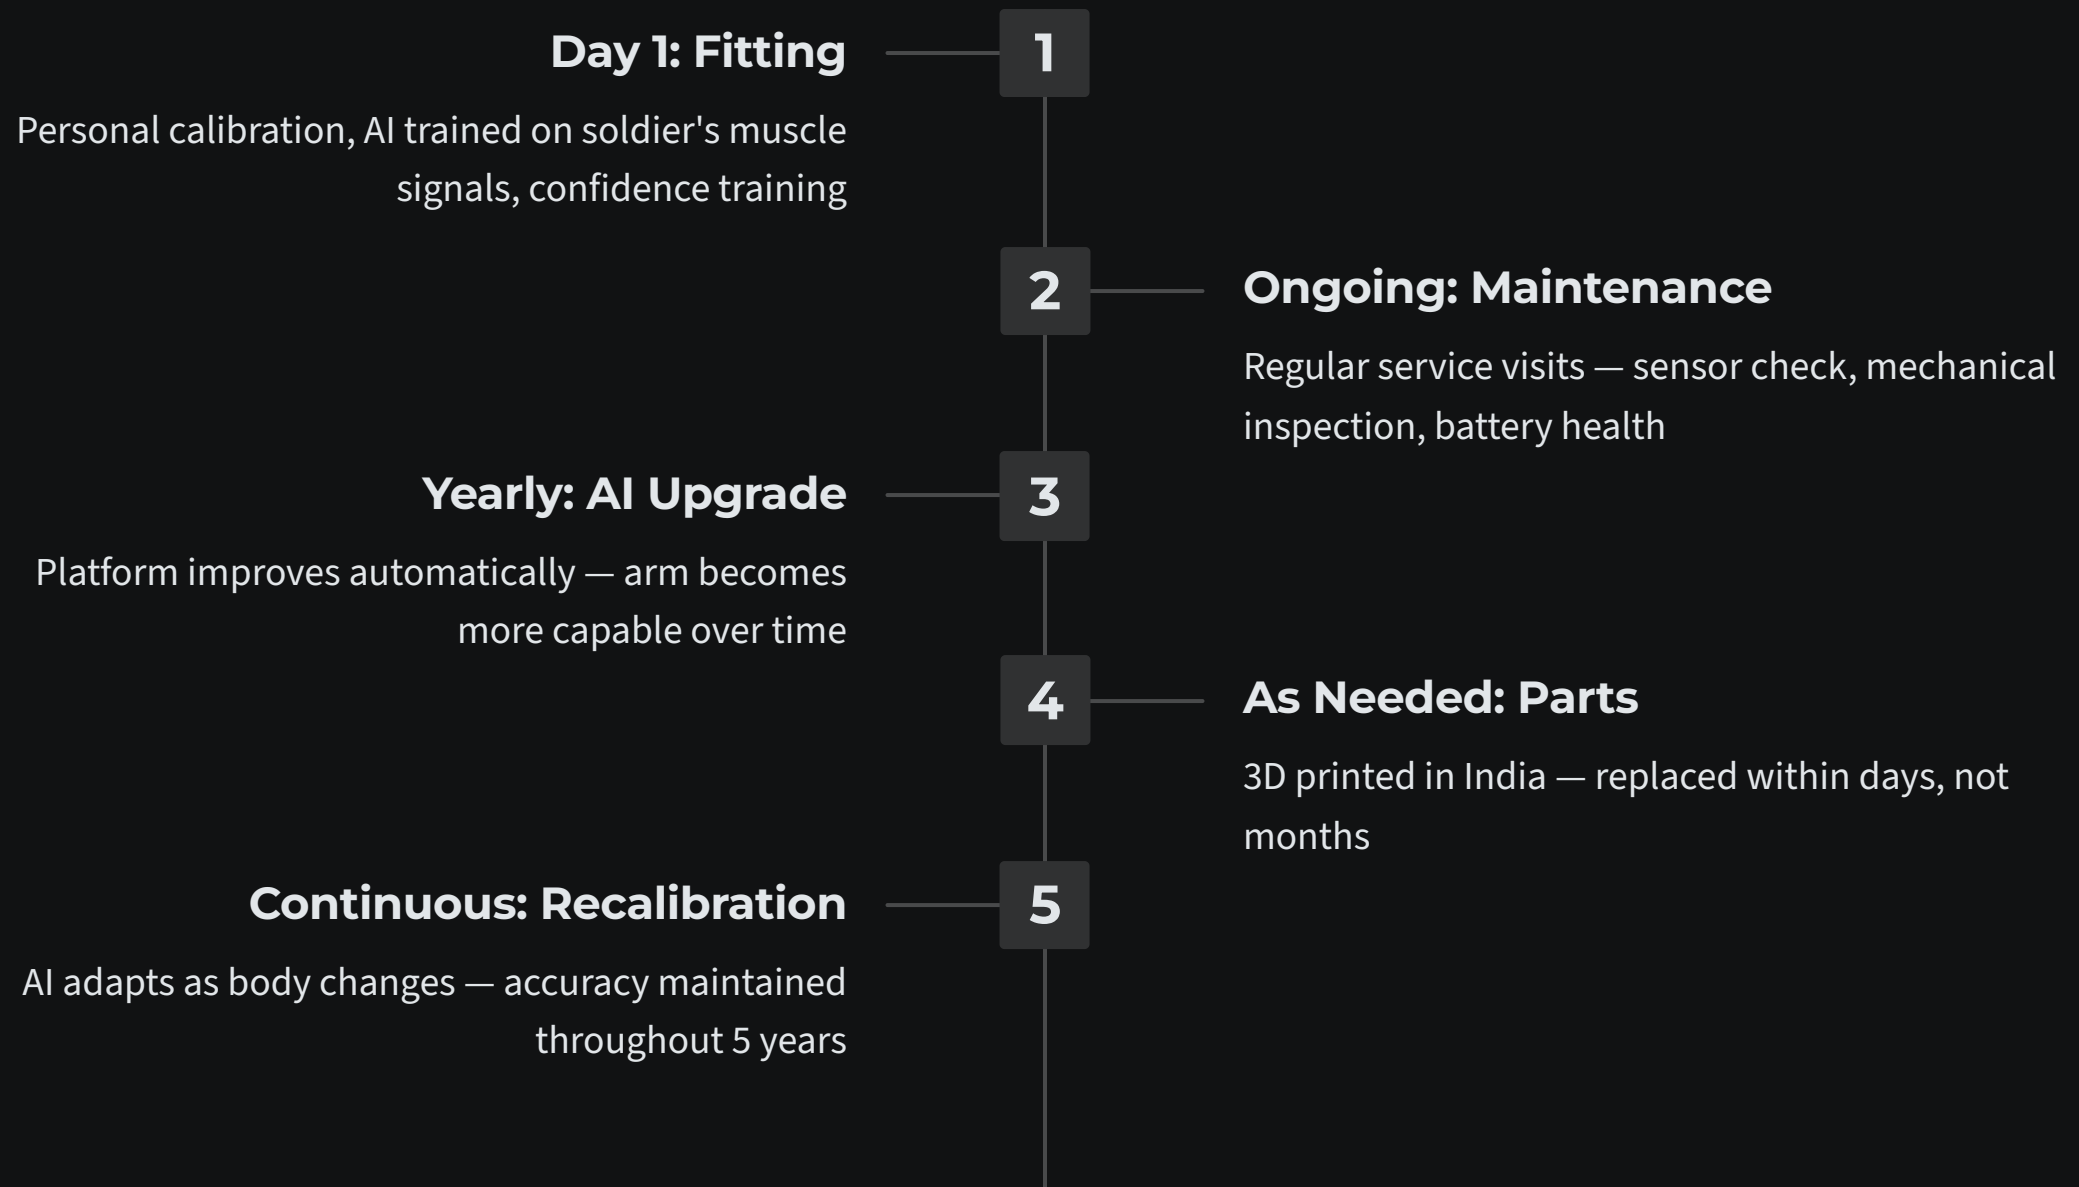 Day 1: Fitting
1
Personal calibration, AI trained on soldier's muscle
signals, confidence training
2
Ongoing: Maintenance
Regular service visits — sensor check, mechanical
inspection, battery health
Yearly: AI Upgrade
3
Platform improves automatically — arm becomes
more capable over time
4
As Needed: Parts
3D printed in India — replaced within days, not
months
Continuous: Recalibration
5
AI adapts as body changes — accuracy maintained
throughout 5 years